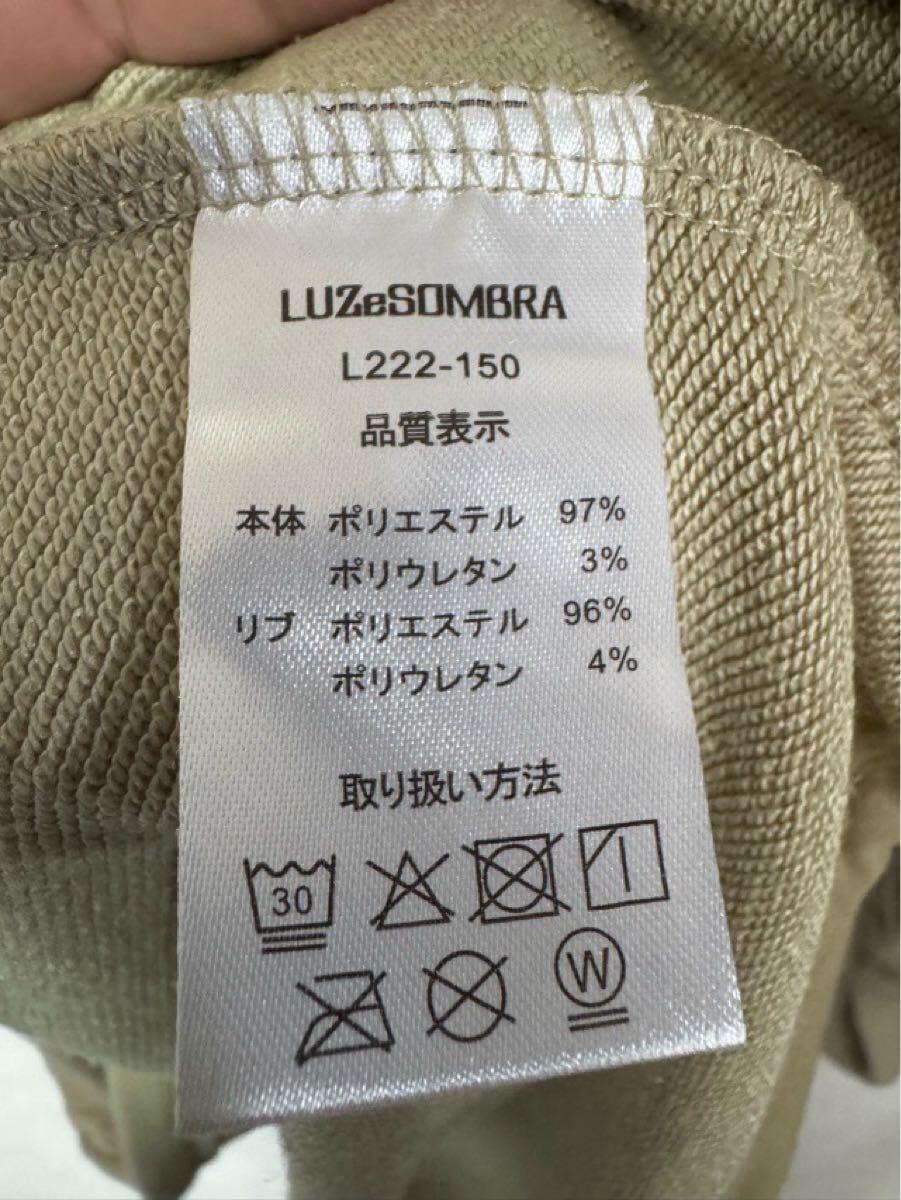 LUZeSOMBRA
L222-150
品質表示
本体 ポリエステル 97%
ポリウレタン 3%
リブ ポリエステル 96%
ポリウレタン 4%
取り扱い方法
30
W